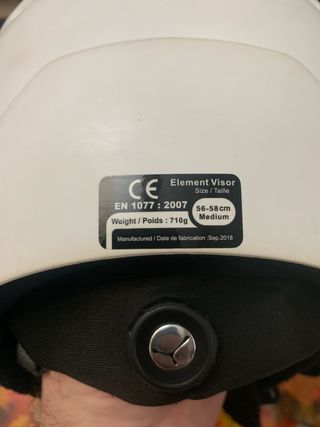 CE
Element Visor
Size / Taille
EN 1077 : 2007
56-58cm
Medium
Weight / Poids : 710g
Manufactured / Date de fabrication :Sep.2018